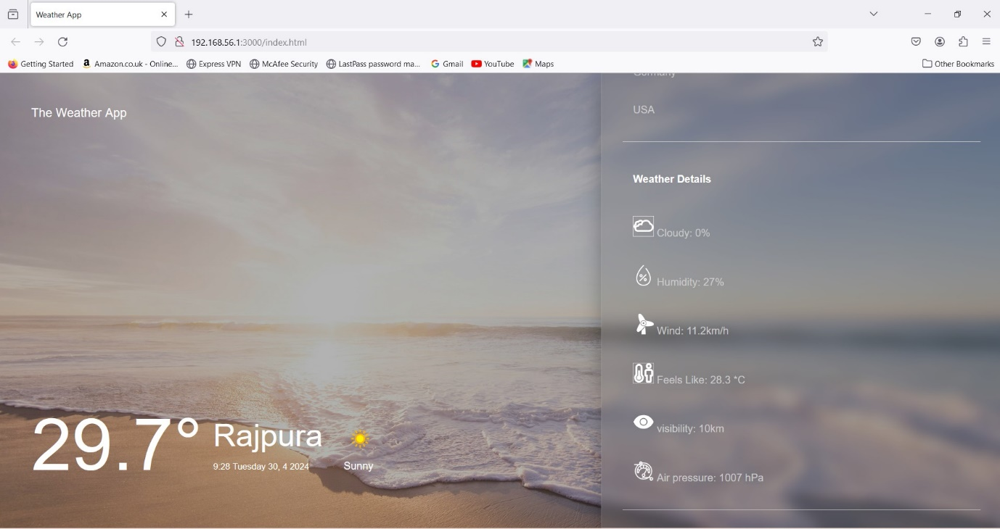 Weather App
192.168.56.1:3000/index.html
Getting Started
Amazon.co.uk - Online...
Express VPN
McAfee Security
LastPass password ma...
Gmail
YouTube
Maps
Other Bookmarks
The Weather App
29.7°
Rajpura
9:28 Tuesday 30, 4 2024
Sunny
Germany
USA
Weather Details
Cloudy: 0%
Humidity: 27%
Wind: 11.2km/h
Feels Like: 28.3 *C
visibility: 10km
Air pressure: 1007 hPa